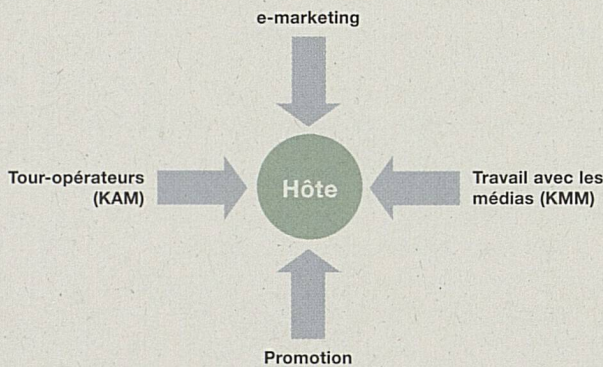 e-marketing
Tour-opérateurs
(KAM)
Hôte
Travail avec les
médias (KMM)
Promotion